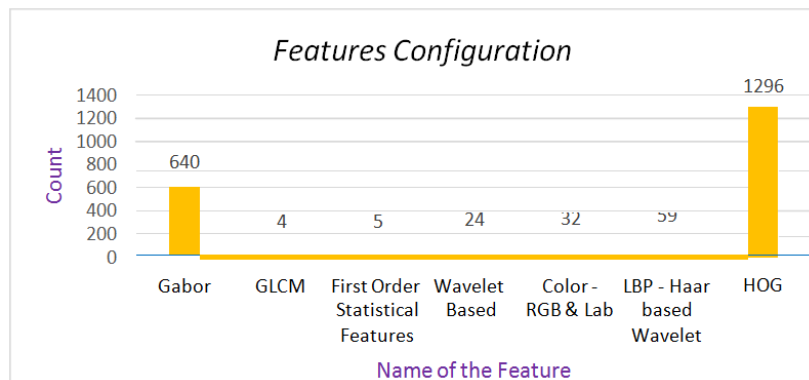 Features Configuration
1400
1200
1000
800
600
400
200
0
Count
640
4
5
24
32
59
1296
Gabor
GLCM
First Order
Statistical
Features
Wavelet
Based
Color -
RGB & Lab
LBP - Haar
based
Wavelet
HOG
Name of the Feature